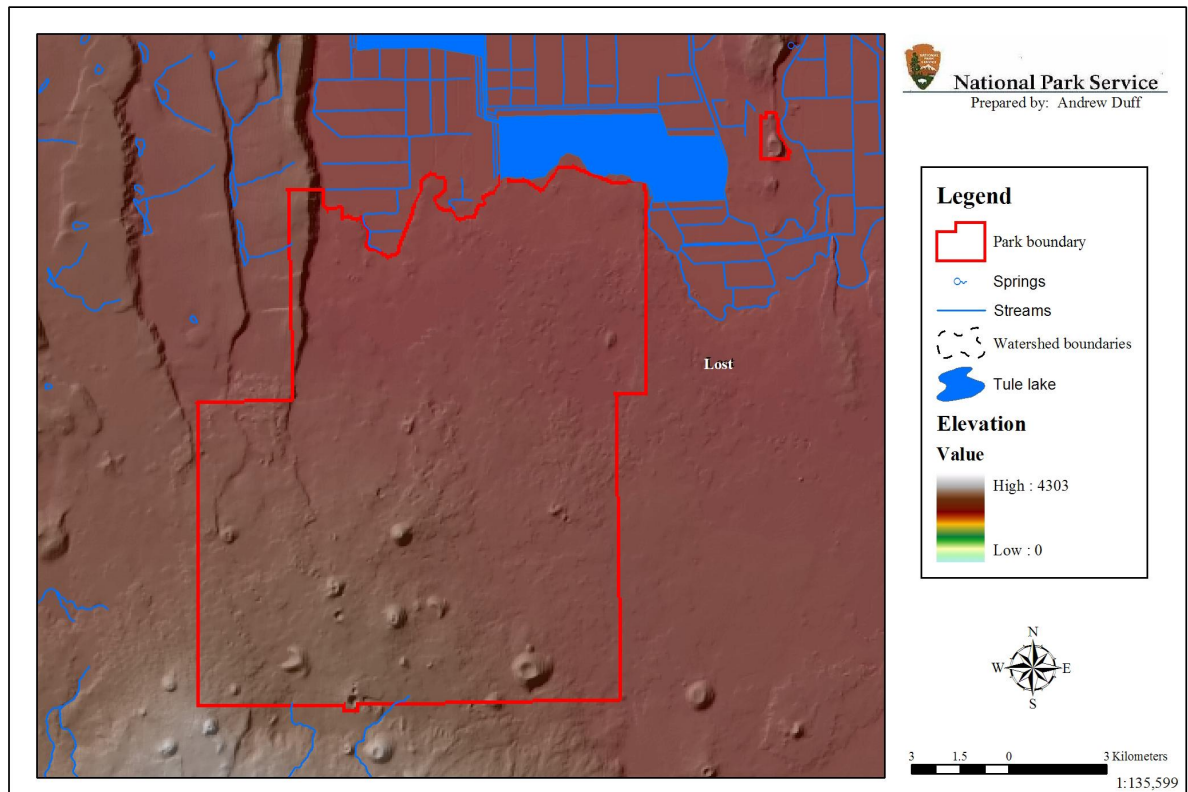 National Park Service
Prepared by: Andrew Duff
Legend
Park boundary
Springs
Streams
Watershed boundaries
Tule lake
Elevation
Value
High : 4303
Low : 0
Lost
N
W E
S
3 1.5 0 3 Kilometers
1:135,599